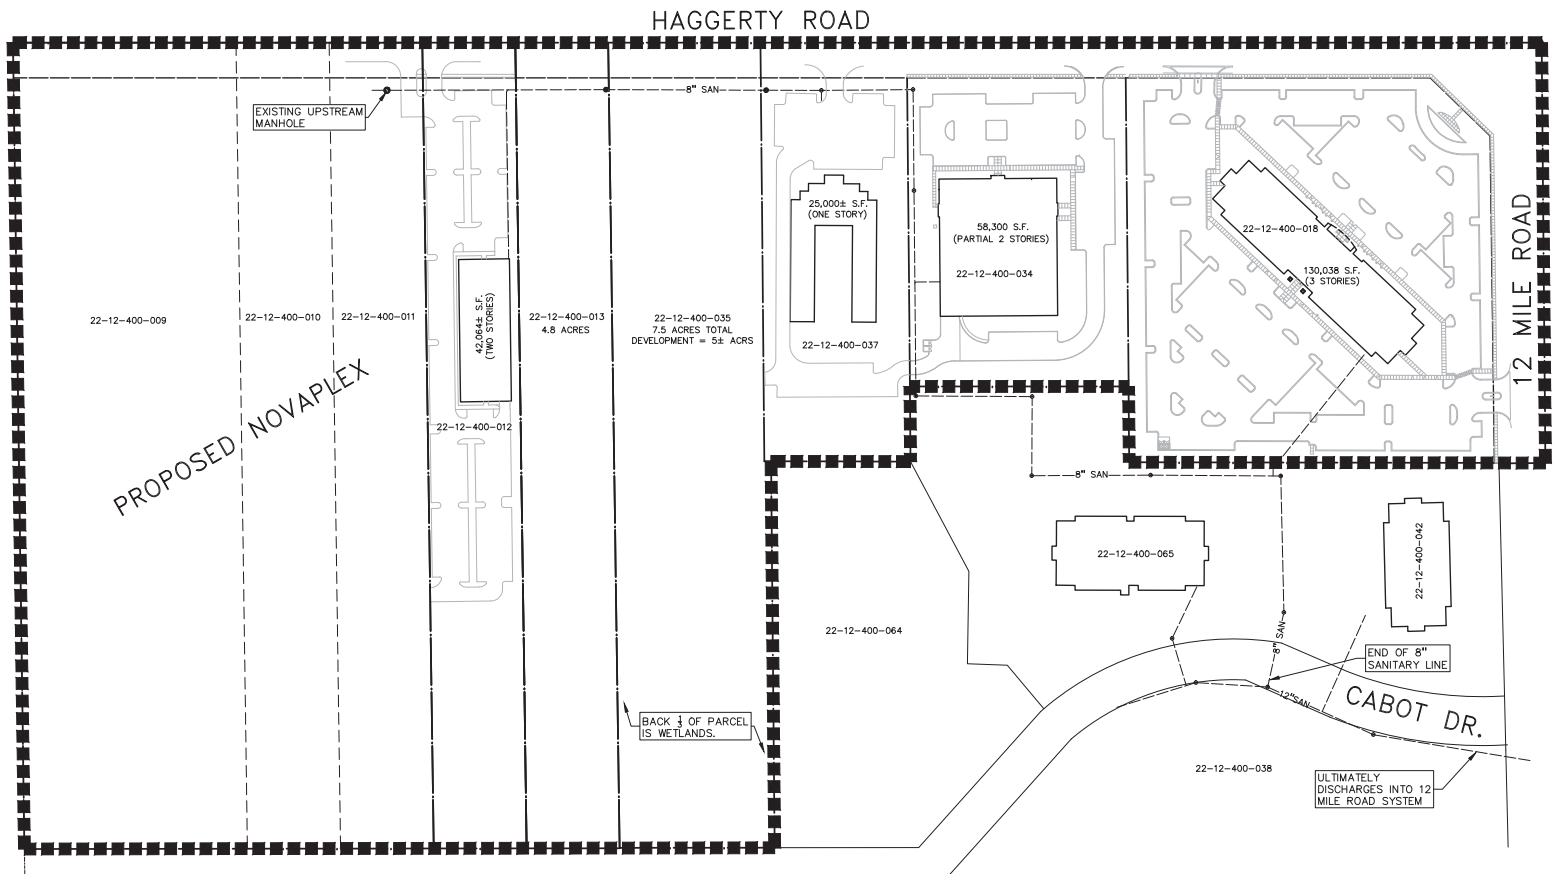 HAGGERTY ROAD
EXISTING UPSTREAM
MANHOLE
8" SAN
12 MILE ROAD
25,000± S.F.
(ONE STORY)
58,300 S.F.
(PARTIAL 2 STORIES)
22-12-400-034
22-12-400-018
130,038 S.F.
(3 STORIES)
22-12-400-009
22-12-400-010
22-12-400-011
42,064± S.F.
(TWO STORIES)
22-12-400-013
4.8 ACRES
22-12-400-035
7.5 ACRES TOTAL
DEVELOPMENT = 5± ACRS
22-12-400-037
PROPOSED NOVAPLEX
22-12-400-012
8" SAN
22-12-400-065
22-12-400-042
22-12-400-064
8" SAN
END OF 8"
SANITARY LINE
12"SAN
CABOT DR.
BACK 1/3 OF PARCEL
IS WETLANDS.
22-12-400-038
ULTIMATELY
DISCHARGES INTO 12
MILE ROAD SYSTEM